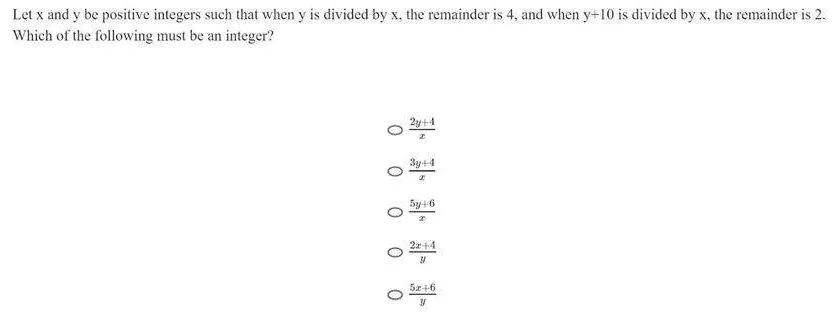 Let x and y be positive integers such that when y is divided by x, the remainder is 4, and when y+10 is divided by x, the remainder is 2.
Which of the following must be an integer?
2y+4
x
3y+4
x
5y+6
x
2x+4
y
5x+6
y